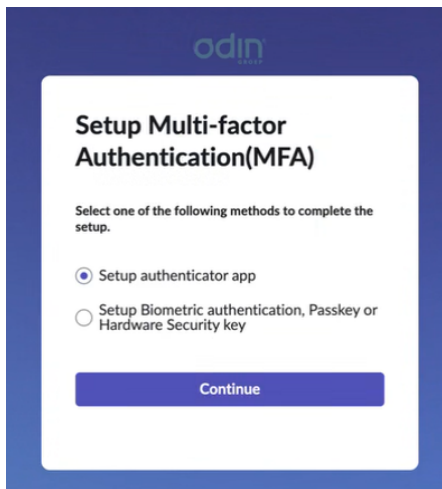 odin
GROEP
Setup Multi-factor
Authentication(MFA)
Select one of the following methods to complete the
setup.
Setup authenticator app
Setup Biometric authentication, Passkey or
Hardware Security key
Continue